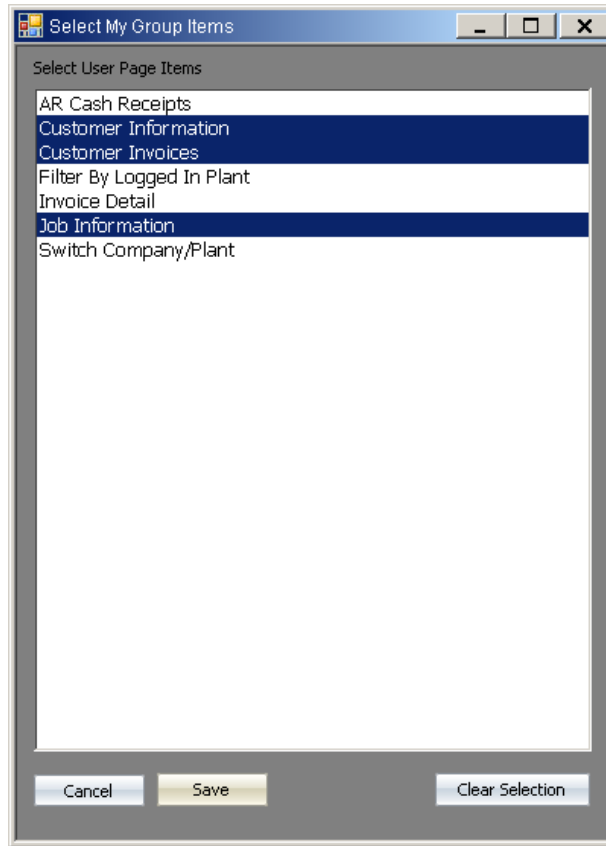 Select My Group Items
Select User Page Items
AR Cash Receipts
Customer Information
Customer Invoices
Filter By Logged In Plant
Invoice Detail
Job Information
Switch Company/Plant
Cancel Save Clear Selection